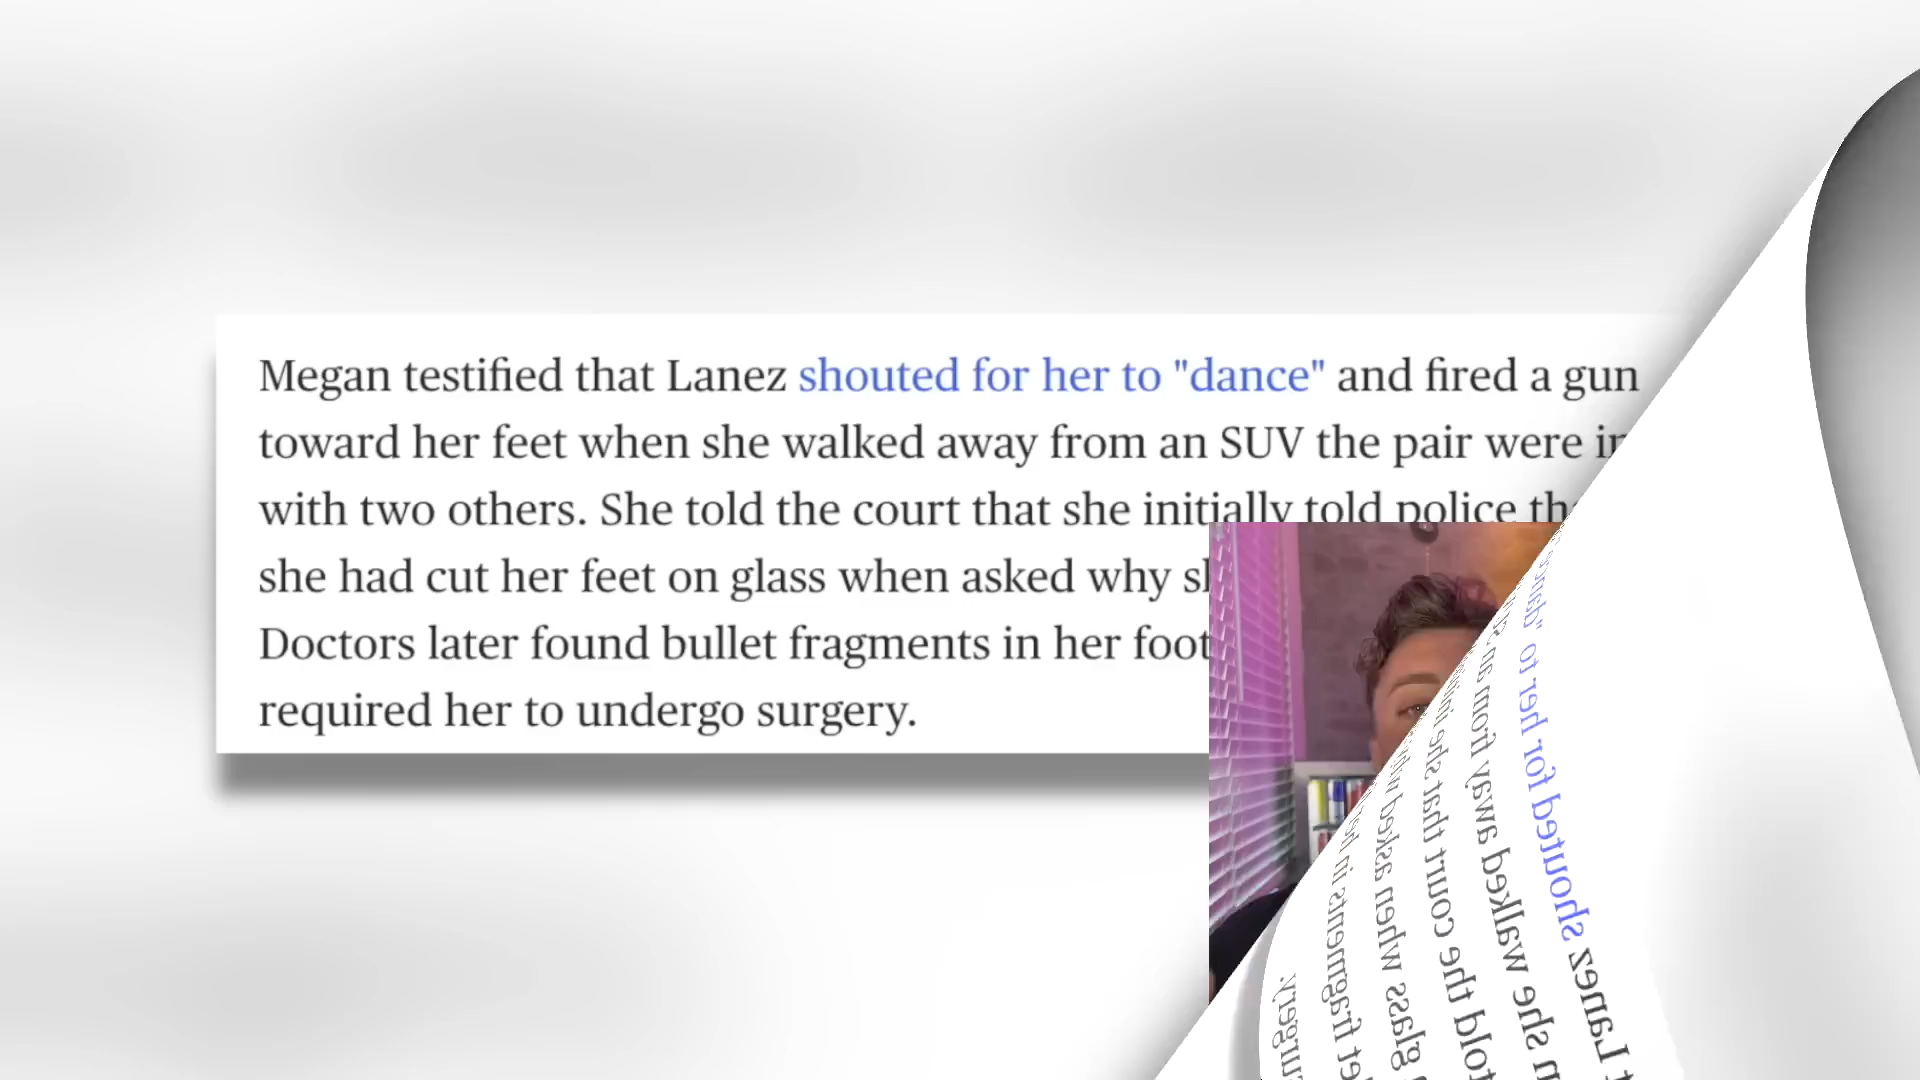 Megan testified that Lanez shouted for her to "dance" and fired a gun
toward her feet when she walked away from an SUV the pair were
with two others. She told the court that she initially told police
she had cut her feet on glass when asked why
Doctors later found bullet fragments in her foot
required her to undergo surgery.